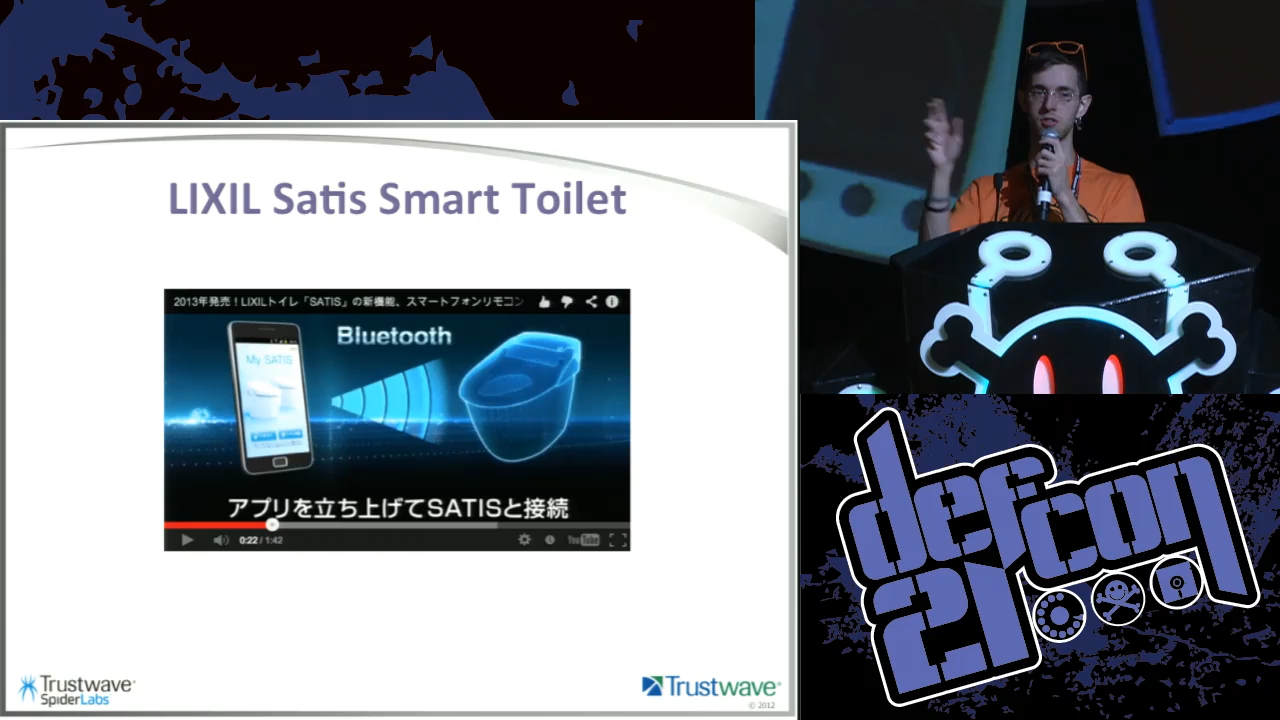 LIXIL Satis Smart Toilet
2013年発売！LIXILトイレ「SATIS」の新機能、スマートフォンリモコン
Bluetooth
My SATIS
アプリを立ち上げてSATISと接続
0:22 / 1:42
YouTube
Trustwave®
SpiderLabs
Trustwave®
© 2012
defcon
21